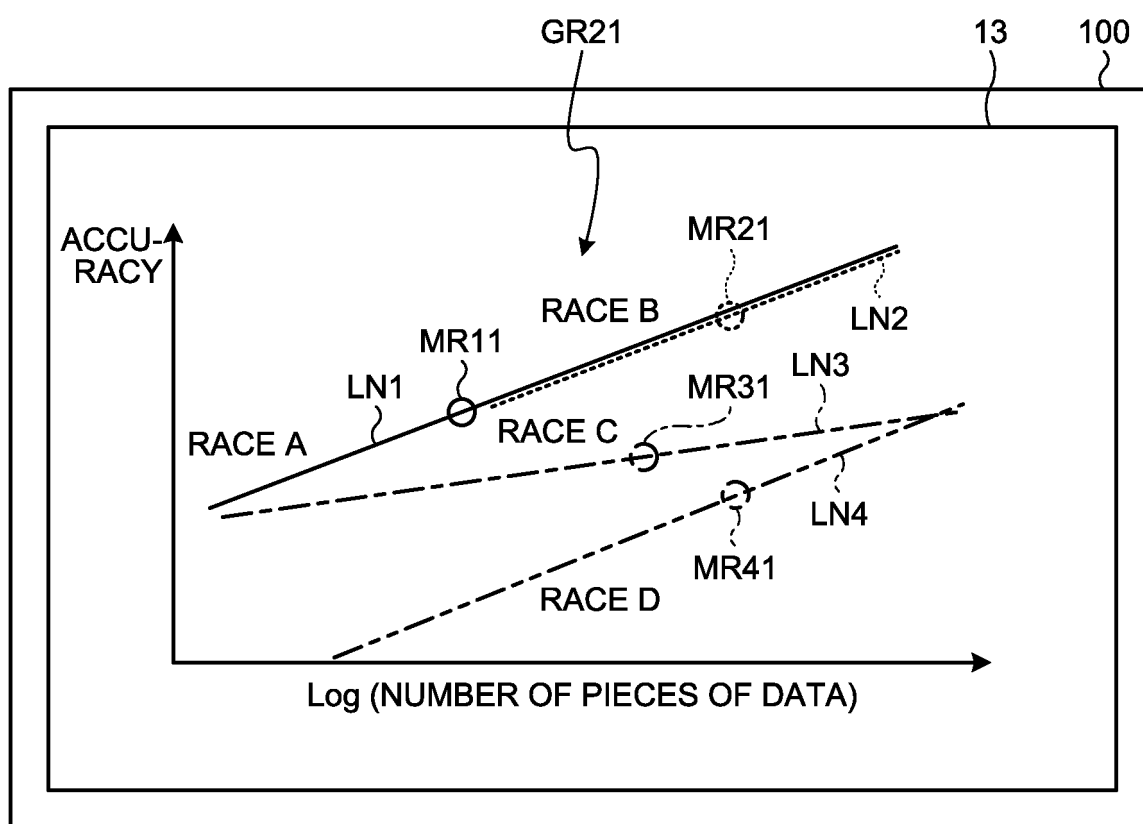 GR21
13
100
ACCU-
RACY
MR21
RACE B
LN2
MR11
LN1
MR31
LN3
RACE A
RACE C
LN4
MR41
RACE D
Log (NUMBER OF PIECES OF DATA)